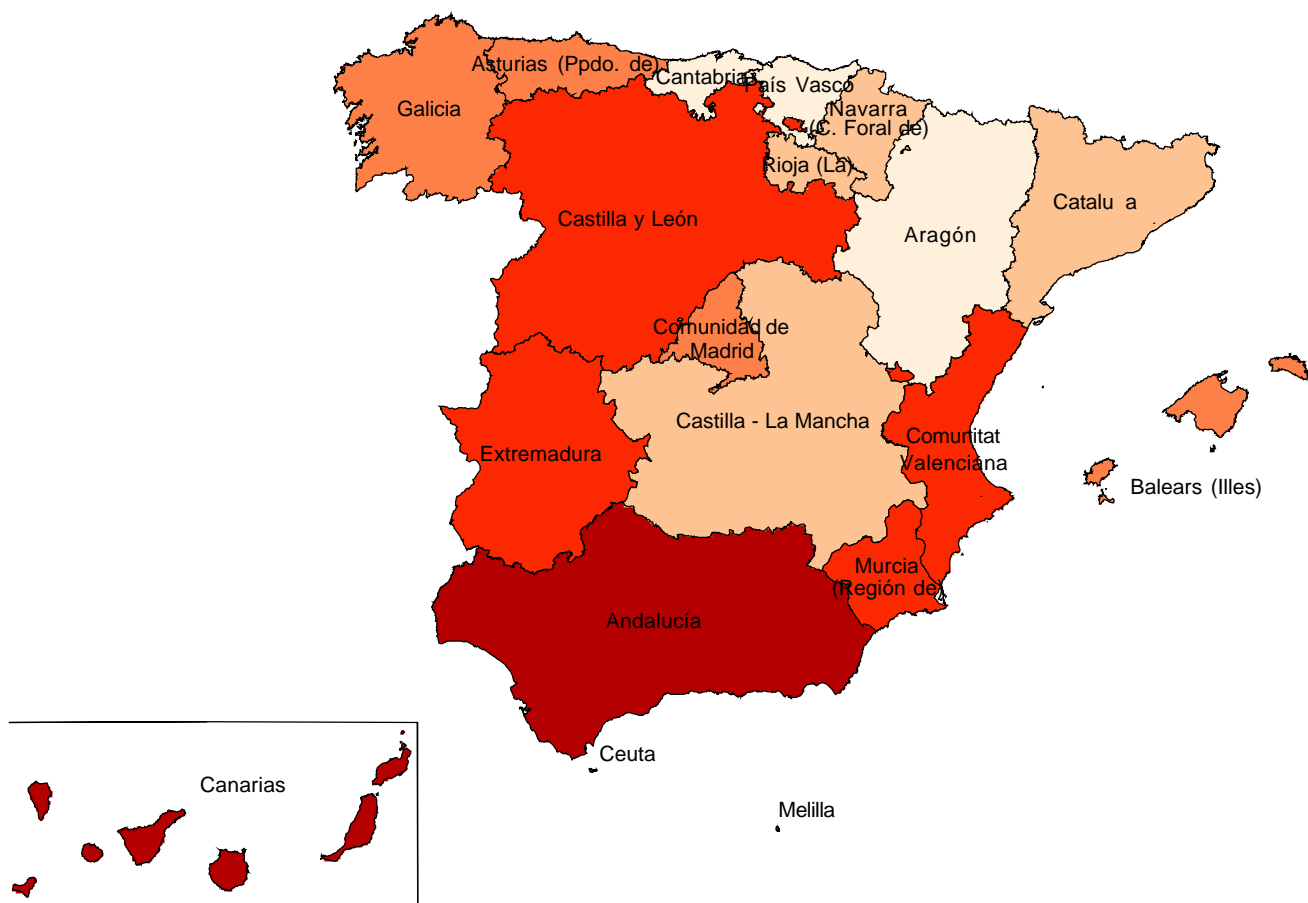 Asturias (Ppdo. de)
Cantabria
País Vasco
Galicia
Navarra
(C. Foral de)
Rioja (La)
Catalu a
Castilla y León
Aragón
Comunidad de
Madrid
Castilla - La Mancha
Comunitat
Valenciána
Extremadura
Balears (Illes)
Murcia
(Región de)
Andalucía
Ceuta
Canarias
Melilla